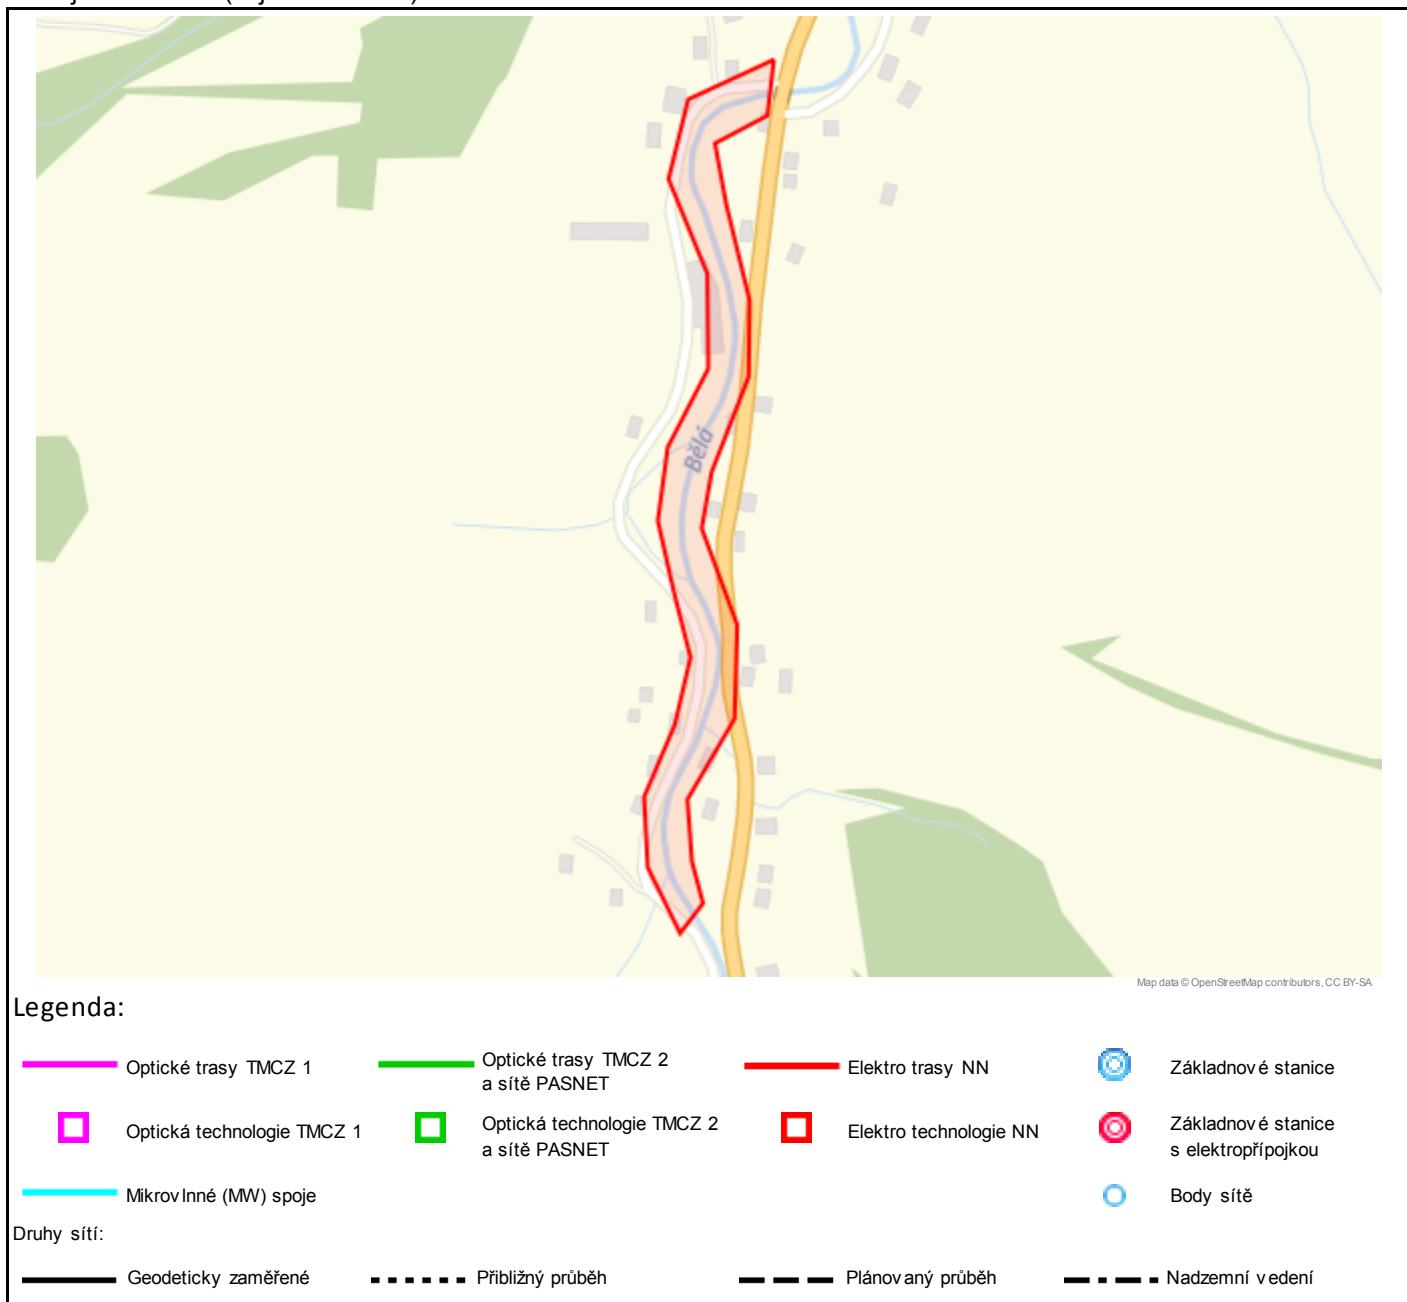 Bělá
Map data © OpenStreetMap contributors, CC BY-SA
Legenda:
Optické trasy TMCZ 1
Optické trasy TMCZ 2
a sítě PASNET
Elektro trasy NN
Základnové stanice
Optická technologie TMCZ 1
Optická technologie TMCZ 2
a sítě PASNET
Elektro technologie NN
Základnové stanice
s elektropřípojkou
Mikrovlnné (MW) spoje
Body sítě
Druhy sítí:
Geodeticky zaměřené
Přibližný průběh
Plánovaný průběh
Nadzemní vedení